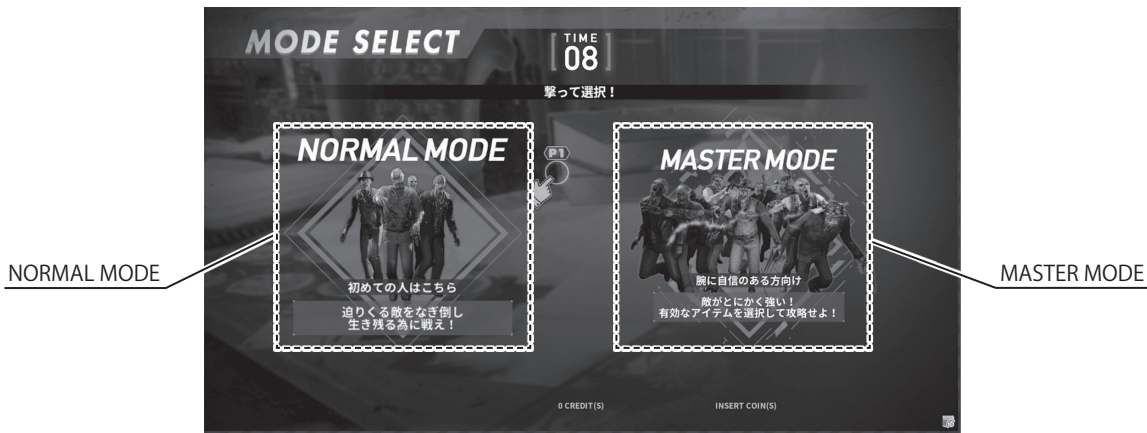 MODE SELECT
TIME
08
撃って選択！
NORMAL MODE
P1
MASTER MODE
NORMAL MODE
初めての人はこちら
迫りくる敵をなぎ倒し
生き残る為に戦え！
腕に自信のある方向け
敵がとにかく強い！
有効なアイテムを選択して攻略せよ！
MASTER MODE
0 CREDIT(S)
INSERT COIN(S)